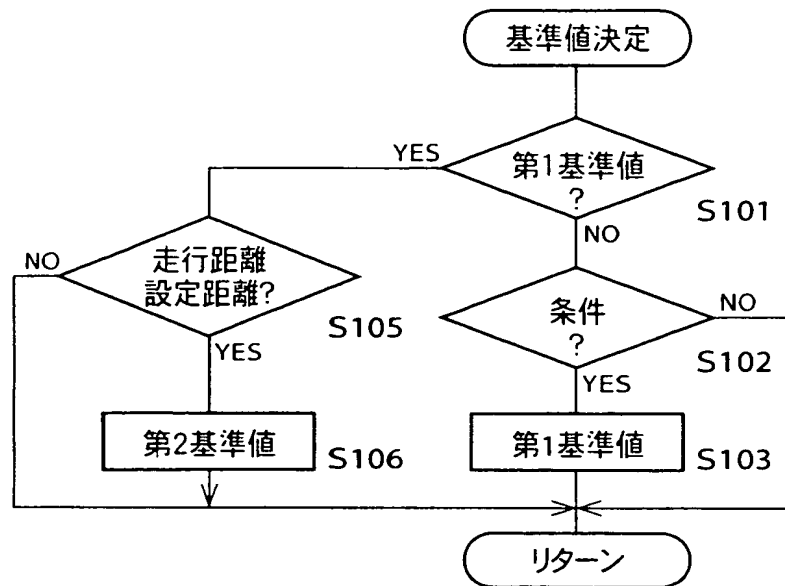 基準値決定
YES
第1基準値
?
S101
NO
NO
走行距離
設定距離?
S105
YES
条件
?
NO
S102
YES
第2基準値
S106
第1基準値
S103
リターン